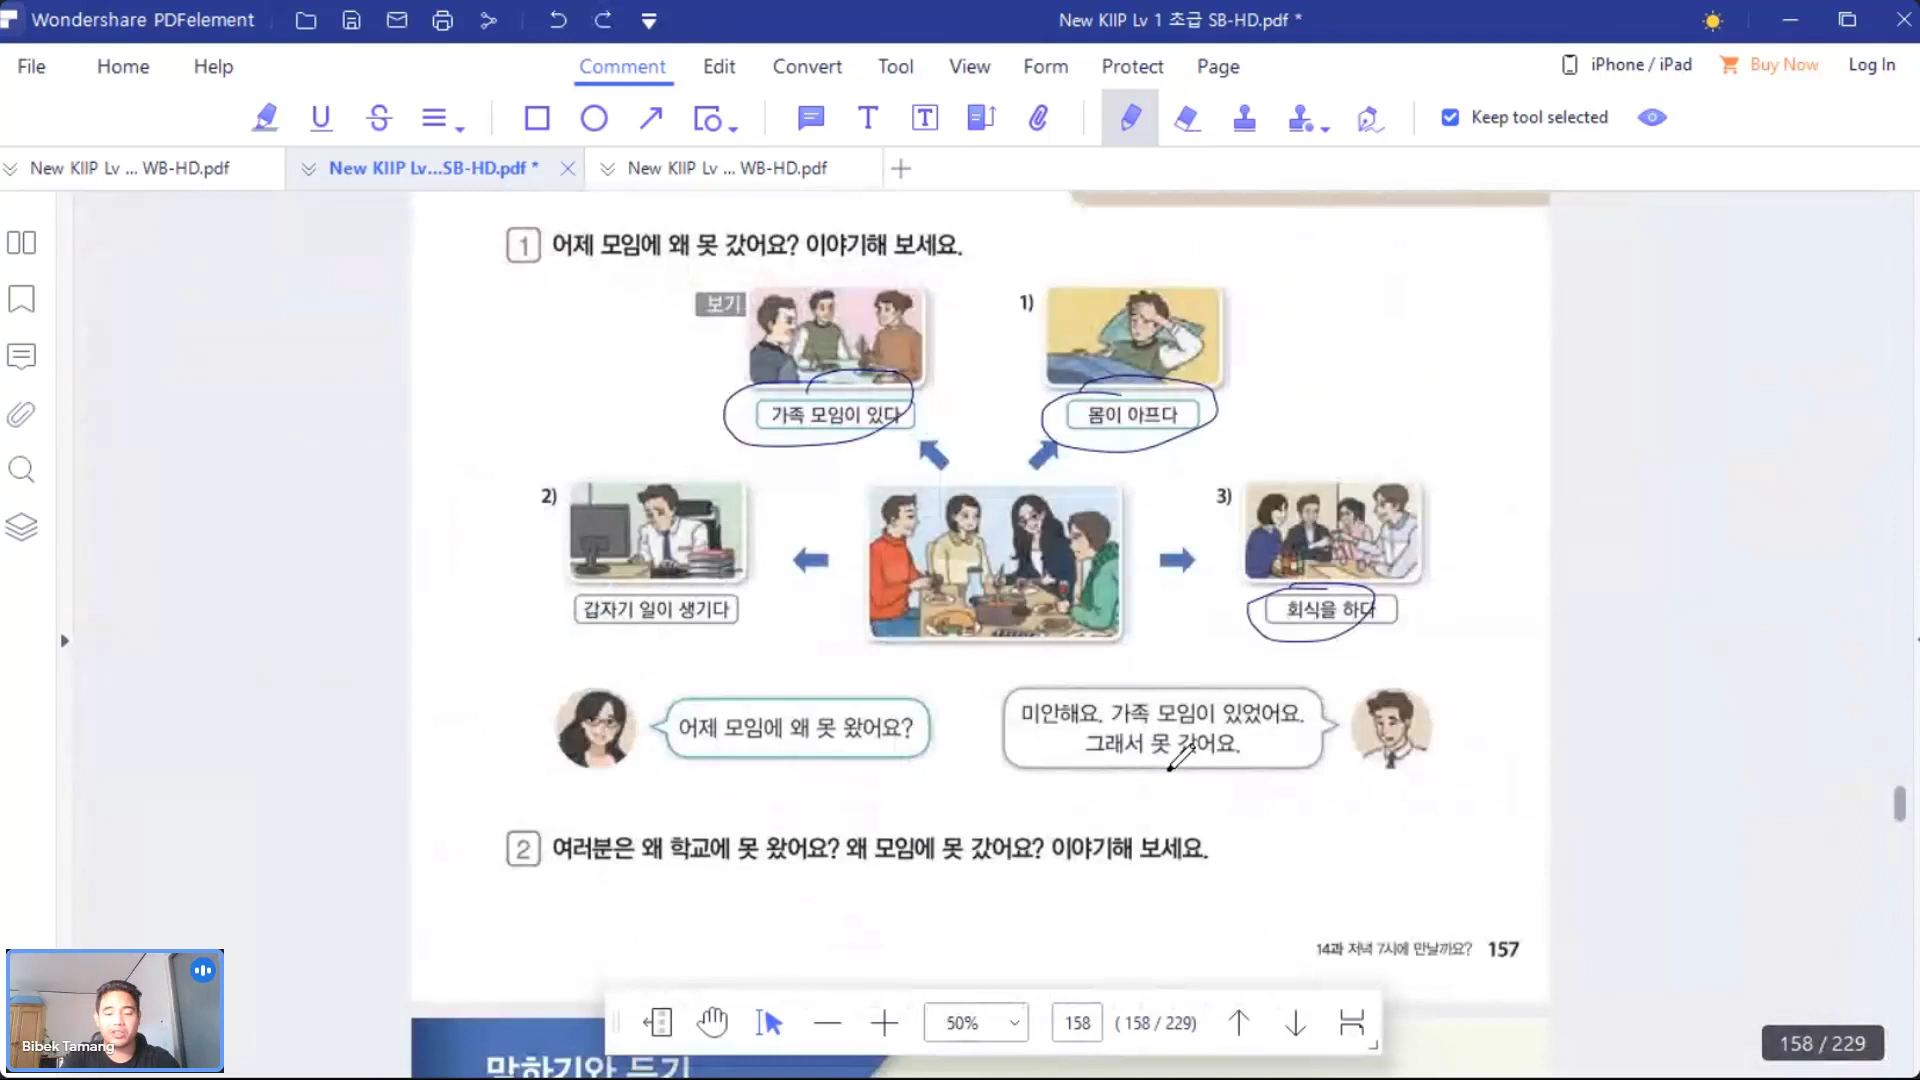 Wondershare PDFelement
New KIIP Lv 1 초급 SB-HD.pdf *
File Home Help Comment Edit Convert Tool View Form Protect Page iPhone / iPad Buy Now Log In
Keep tool selected
New KIIP Lv ... WB-HD.pdf New KIIP Lv...SB-HD.pdf * New KIIP Lv ... WB-HD.pdf
1 어제 모임에 왜 못 갔어요? 이야기해 보세요.
보기
가족 모임이 있다
1)
몸이 아프다
2)
갑자기 일이 생기다
3)
회식을 하다
어제 모임에 왜 못 왔어요?
미안해요. 가족 모임이 있었어요.
그래서 못 갔어요.
2 여러분은 왜 학교에 못 왔어요? 왜 모임에 못 갔어요? 이야기해 보세요.
14과 저녁 7시에 만날까요? 157
말하기와 듣기
50% 158 ( 158 / 229)
158 / 229
Bibek Tamang